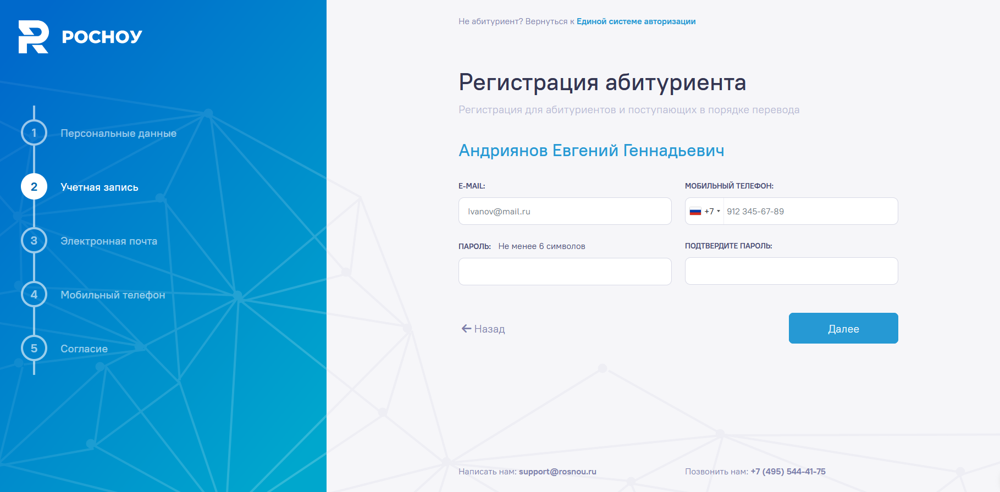 РОСНОУ
1 Персональные данные
2 Учетная запись
3 Электронная почта
4 Мобильный телефон
5 Согласие
Не абитуриент? Вернуться к Единой системе авторизации
Регистрация абитуриента
Регистрация для абитуриентов и поступающих в порядке перевода
Андриянов Евгений Геннадьевич
E-MAIL:
Ivanov@mail.ru
МОБИЛЬНЫЙ ТЕЛЕФОН:
+7 912 345-67-89
ПАРОЛЬ: Не менее 6 символов
ПОДТВЕРДИТЕ ПАРОЛЬ:
Назад
Далее
Написать нам: support@rosnou.ru
Позвонить нам: +7 (495) 544-41-75